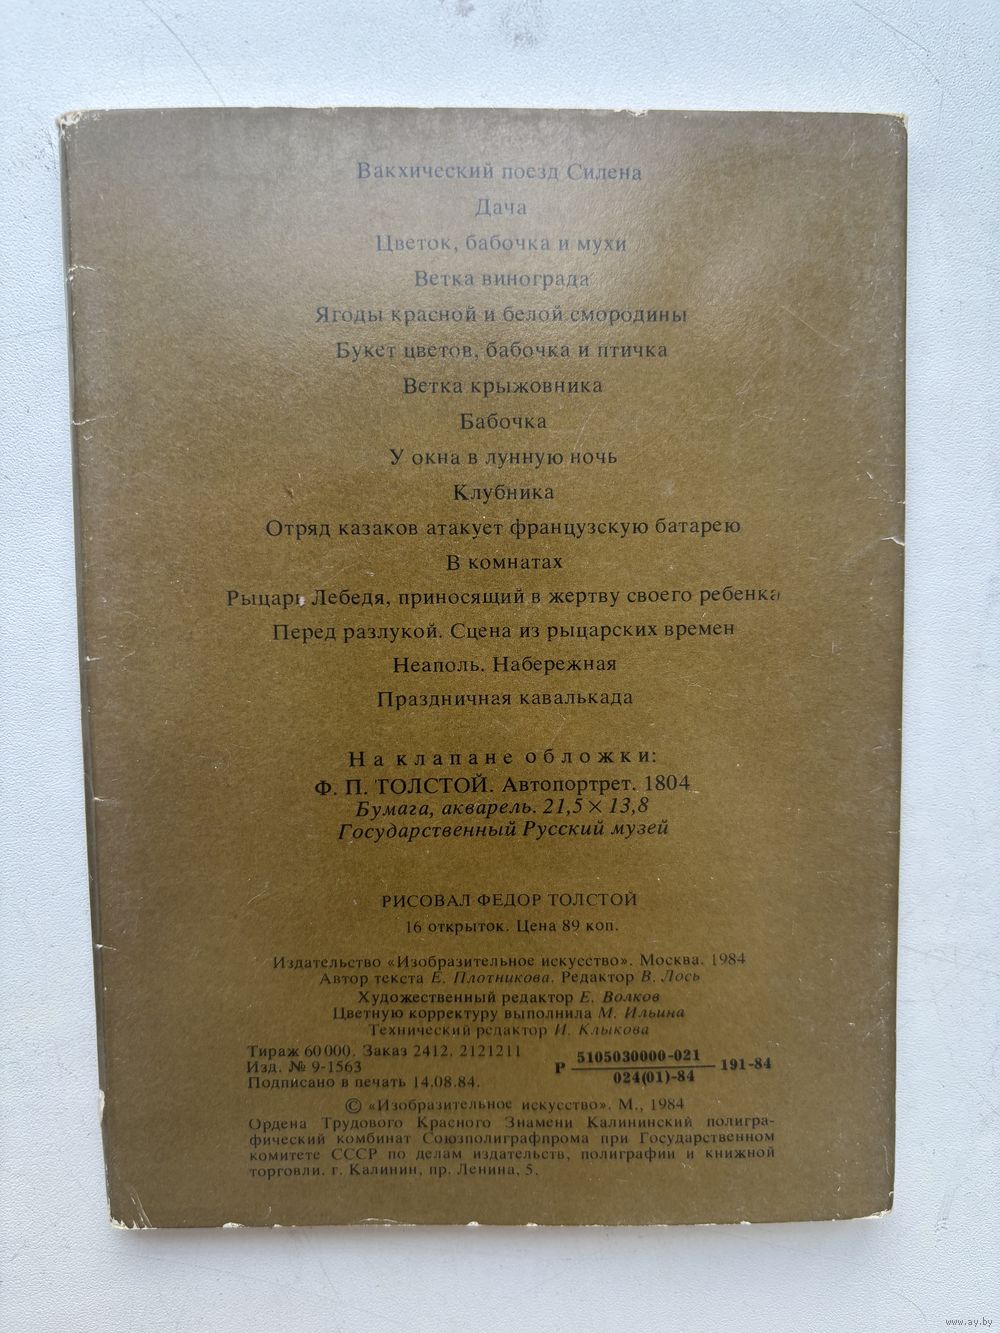 Вакхический поезд Силена
Дача
Цветок, бабочка и мухи
Ветка винограда
Ягоды красной и белой смородины
Букет цветов, бабочка и птичка
Ветка крыжовника
Бабочка
У окна в лунную ночь
Клубника
Отряд казаков атакует французскую батарею
В комнатах
Рыцарь Лебедя, приносящий в жертву своего ребенка
Перед разлукой. Сцена из рыцарских времен
Неаполь. Набережная
Праздничная кавалькада
На клапане обложки:
Ф. П. ТОЛСТОЙ. Автопортрет. 1804
Бумага, акварель. 21,5 × 13,8
Государственный Русский музей
РИСОВАЛ ФЕДОР ТОЛСТОЙ
16 открыток. Цена 89 коп.
Издательство «Изобразительное искусство». Москва. 1984
Автор текста Е. Плотникова. Редактор В. Лось
Художественный редактор Е. Волков
Цветную корректуру выполнила М. Ильина
Технический редактор И. Клыкова
Тираж 60 000. Заказ 2412. 2121211
Изд. № 9-1563
Подписано в печать 14.08.84.
Р 5105030000-021 / 024(01)-84 191-84
© «Изобразительное искусство». М., 1984
Ордена Трудового Красного Знамени Калининский полигра-
фический комбинат Союзполиграфпрома при Государственном
комитете СССР по делам издательств, полиграфии и книжной
торговли. г. Калинин, пр. Ленина, 5.
www.ay.by